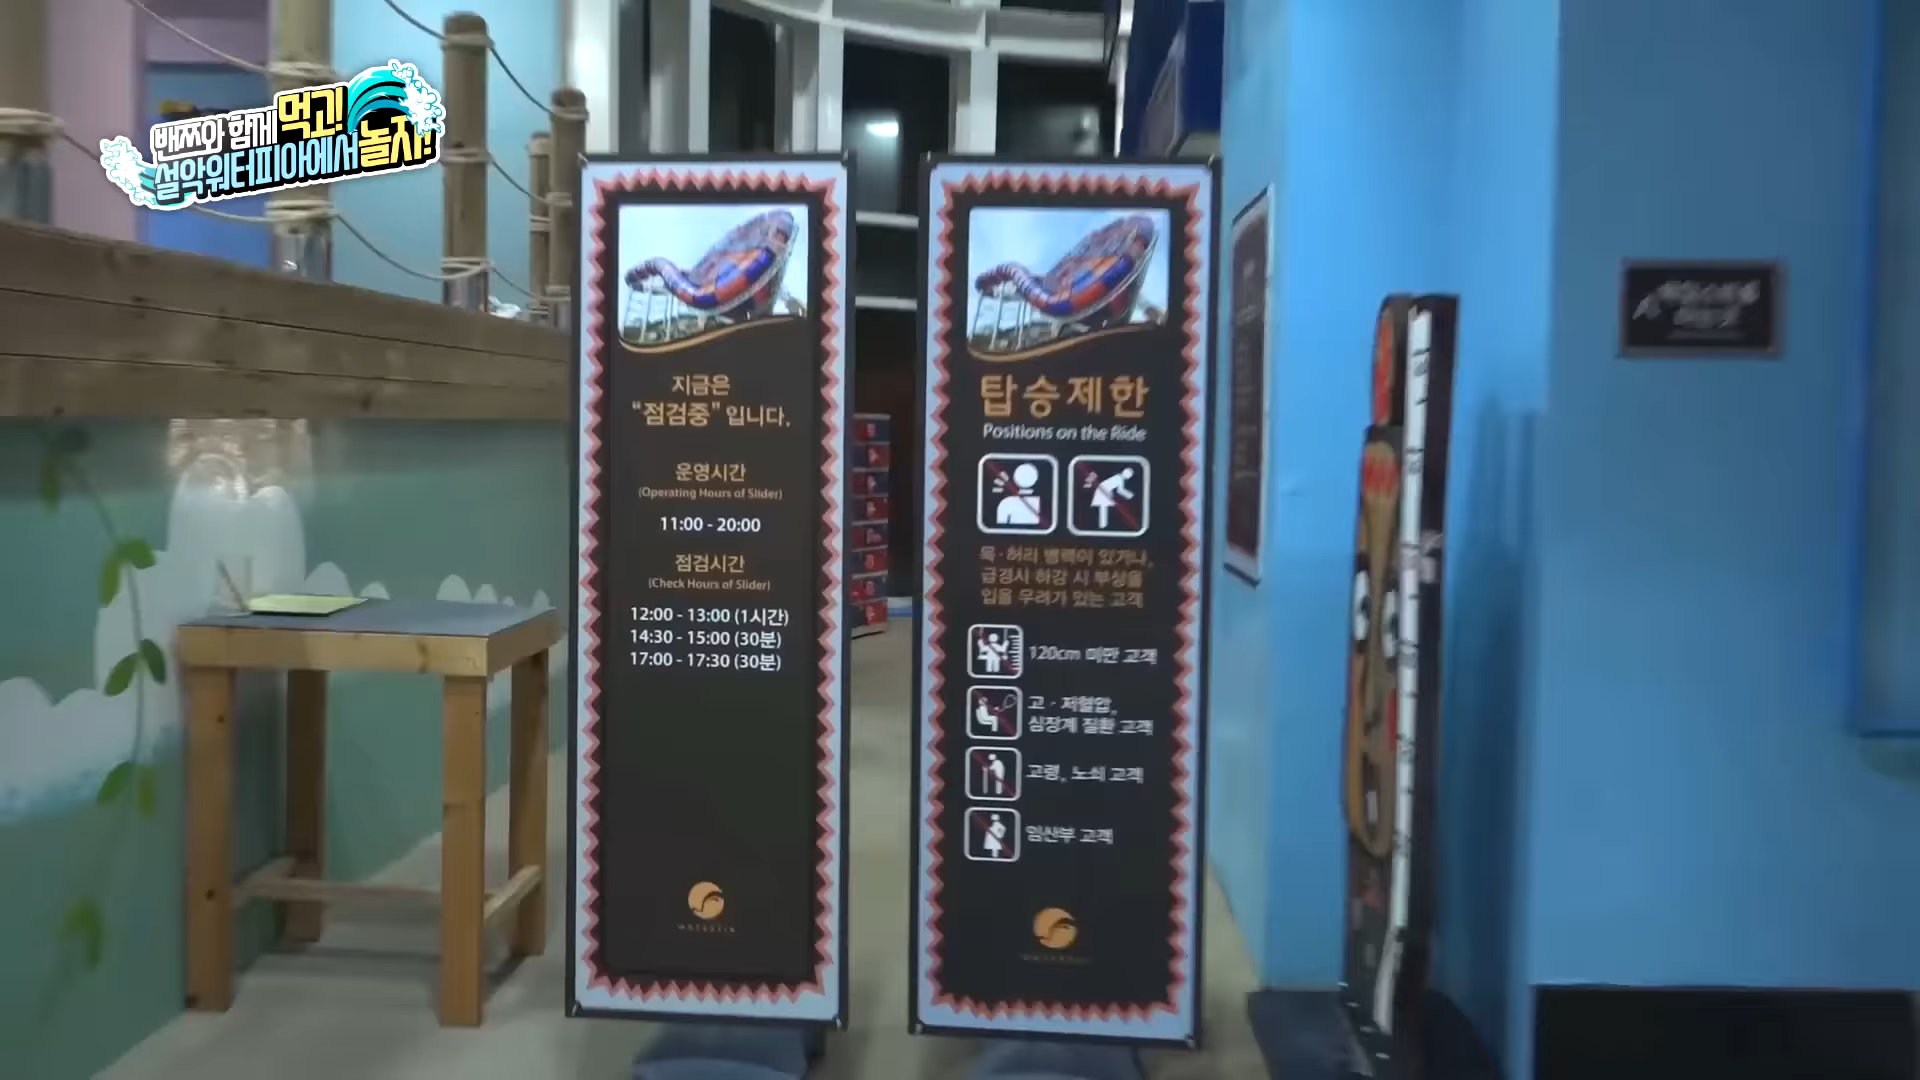 밴쯔와 함께 먹고!
설악워터피아에서 놀자!
지금은
“점검중” 입니다.
운영시간
(Operating Hours of Slider)
11:00 - 20:00
점검시간
(Check Hours of Slider)
12:00 - 13:00 (1시간)
14:30 - 15:00 (30분)
17:00 - 17:30 (30분)
WATERPIA
탑승제한
Positions on the Ride
목·허리 병력이 있거나,
급경사 하강 시 부상을
입을 우려가 있는 고객
120cm 미만 고객
고·저혈압,
심장계 질환 고객
고령, 노쇠 고객
임산부 고객